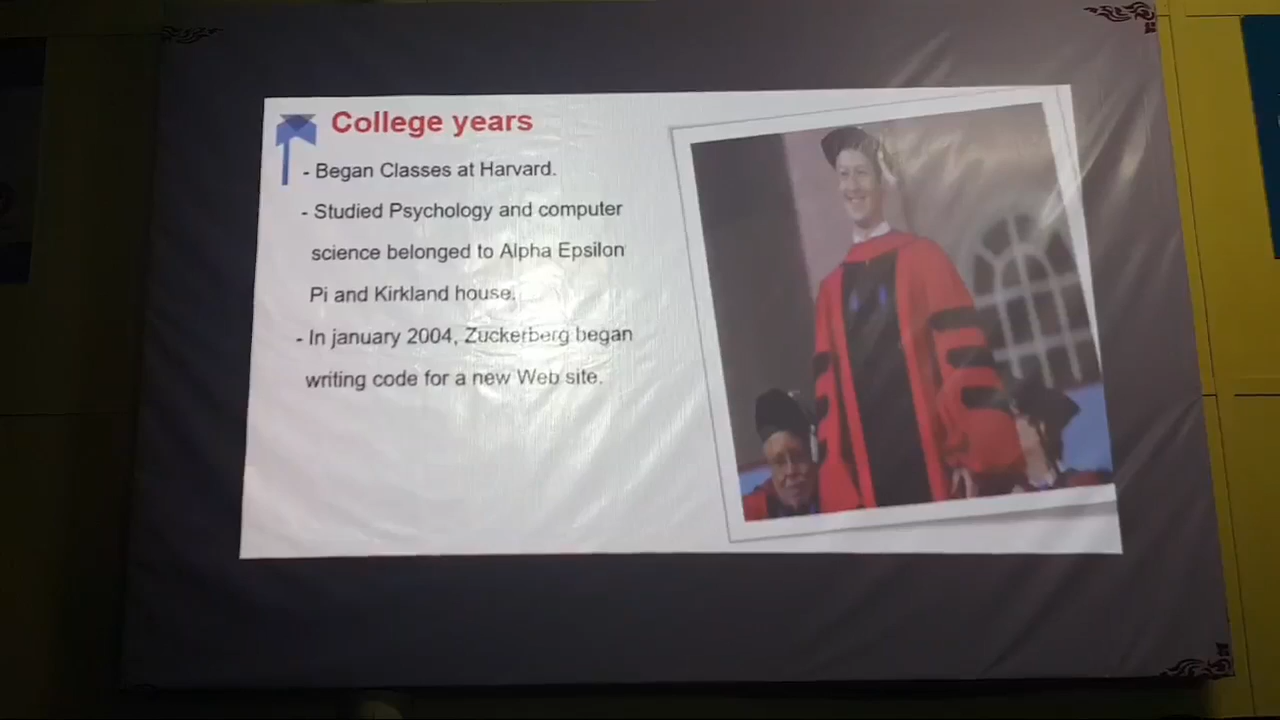 College years
- Began Classes at Harvard.
- Studied Psychology and computer
science belonged to Alpha Epsilon
Pi and Kirkland house.
- In january 2004, Zuckerberg began
writing code for a new Web site.